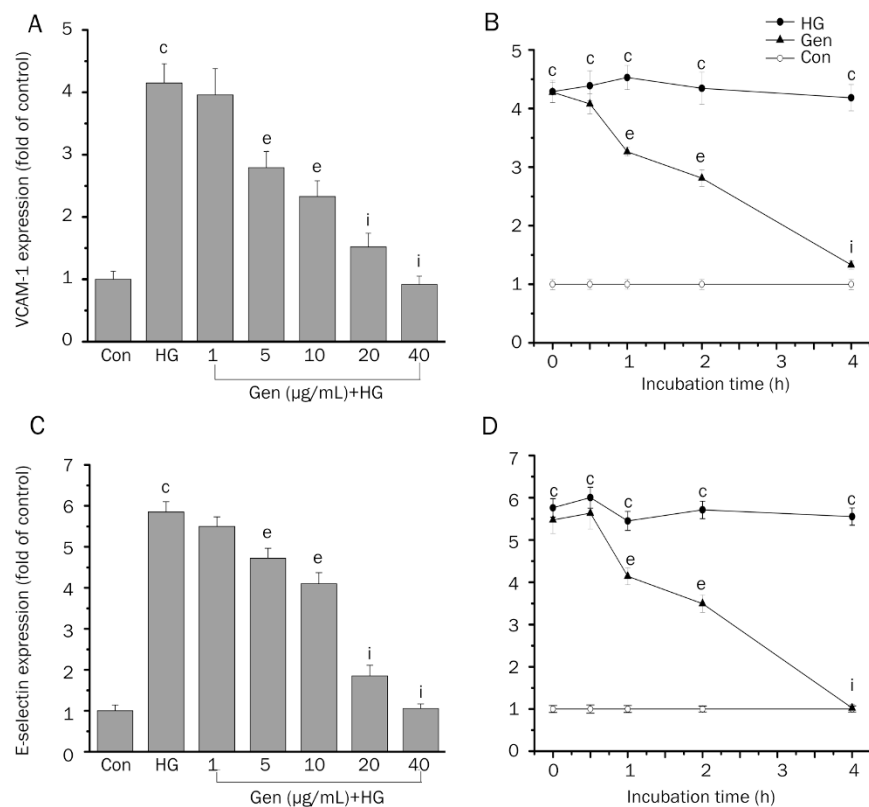 A
VCAM-1 expression (fold of control)
5
4
3
2
1
0
c
e
e
i
i
Con HG 1 5 10 20 40
Gen (µg/mL)+HG
B
HG
Gen
Con
5
4
3
2
1
0
c c c c c
e
e
i
0 1 2 3 4
Incubation time (h)
C
E-selectin expression (fold of control)
7
6
5
4
3
2
1
0
c
e
e
i
i
Con HG 1 5 10 20 40
Gen (µg/mL)+HG
D
7
6
5
4
3
2
1
0
c c c c c
e
e
i
0 1 2 3 4
Incubation time (h)